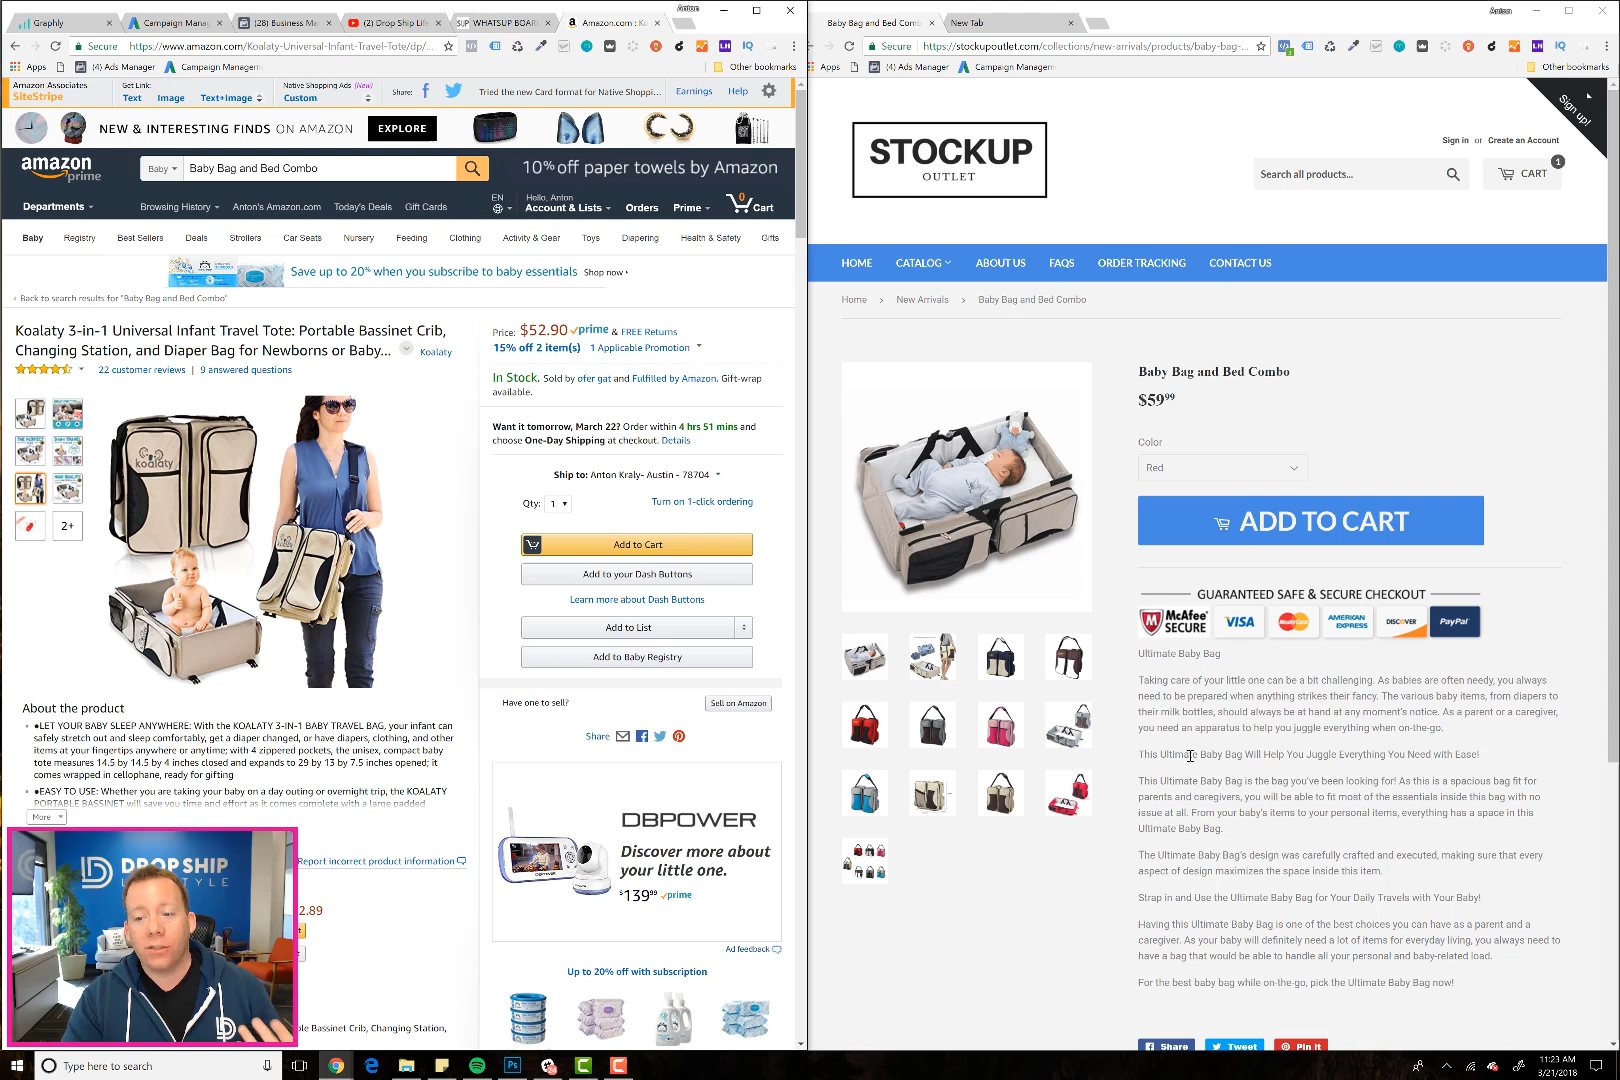 Graphly
Campaign Mana
(28) Business M
(2) Drop Ship Life
SUP WHATSUP BOAR
Amazon.com : Ko
Anton
Secure https://www.amazon.com/Koalaty-Universal-Infant-Travel-Tote/dp/...
Apps (4) Ads Manager Campaign Managem Other bookmarks
Amazon Associates
SiteStripe
Get Link:
Text Image Text+Image
Native Shopping Ads (New)
Custom
Share:
Tried the new Card format for Native Shoppi...
Earnings Help
NEW & INTERESTING FINDS ON AMAZON EXPLORE
amazon
prime
Baby Baby Bag and Bed Combo
10% off paper towels by Amazon
Departments
Browsing History Anton's Amazon.com Today's Deals Gift Cards
EN
Hello, Anton
Account & Lists Orders Prime 0 Cart
Baby Registry Best Sellers Deals Strollers Car Seats Nursery Feeding Clothing Activity & Gear Toys Diapering Health & Safety Gifts
Save up to 20% when you subscribe to baby essentials Shop now ›
‹ Back to search results for "Baby Bag and Bed Combo"
Koalaty 3-in-1 Universal Infant Travel Tote: Portable Bassinet Crib,
Changing Station, and Diaper Bag for Newborns or Baby...
Koalaty
22 customer reviews | 9 answered questions
2+
koalaty
About the product
• ●LET YOUR BABY SLEEP ANYWHERE: With the KOALATY 3-IN-1 BABY TRAVEL BAG, your infant can
safely stretch out and sleep comfortably, get a diaper changed, or have diapers, clothing, and other
items at your fingertips anywhere or anytime; with 4 zippered pockets, the unisex, compact baby
tote measures 14.5 by 14.5 by 4 inches closed and expands to 29 by 13 by 7.5 inches opened; it
comes wrapped in cellophane, ready for gifting
• ●EASY TO USE: Whether you are taking your baby on a day outing or overnight trip, the KOALATY
PORTABLE BASSINET will save you time and effort as it comes complete with a large padded
More
Report incorrect product information
DROP SHIP
LIFESTYLE
2.89
ble Bassinet Crib, Changing Station,
Price: $52.90 prime & FREE Returns
15% off 2 item(s) 1 Applicable Promotion
In Stock. Sold by ofer gat and Fulfilled by Amazon. Gift-wrap
available.
Want it tomorrow, March 22? Order within 4 hrs 51 mins and
choose One-Day Shipping at checkout. Details
Ship to: Anton Kraly- Austin - 78704
Qty: 1
Turn on 1-click ordering
Add to Cart
Add to your Dash Buttons
Learn more about Dash Buttons
Add to List
Add to Baby Registry
Have one to sell? Sell on Amazon
Share
DBPOWER
Discover more about
your little one.
$139.99 prime
Ad feedback
Up to 20% off with subscription
Baby Bag and Bed Comb
New Tab
Anton
Secure https://stockupoutlet.com/collections/new-arrivals/products/baby-bag-...
Apps (4) Ads Manager Campaign Managem Other bookmarks
Sign up!
STOCKUP
OUTLET
Sign in or Create an Account
Search all products...
CART 1
HOME CATALOG ABOUT US FAQS ORDER TRACKING CONTACT US
Home › New Arrivals › Baby Bag and Bed Combo
Baby Bag and Bed Combo
$59.99
Color
Red
ADD TO CART
GUARANTEED SAFE & SECURE CHECKOUT
McAfee SECURE
VISA
MasterCard
AMERICAN EXPRESS
DISCOVER
PayPal
Ultimate Baby Bag
Taking care of your little one can be a bit challenging. As babies are often needy, you always
need to be prepared when anything strikes their fancy. The various baby items, from diapers to
their milk bottles, should always be at hand at any moment's notice. As a parent or a caregiver,
you need an apparatus to help you juggle everything when on-the-go.
This Ultimate Baby Bag Will Help You Juggle Everything You Need with Ease!
This Ultimate Baby Bag is the bag you've been looking for! As this is a spacious bag fit for
parents and caregivers, you will be able to fit most of the essentials inside this bag with no
issue at all. From your baby's items to your personal items, everything has a space in this
Ultimate Baby Bag.
The Ultimate Baby Bag's design was carefully crafted and executed, making sure that every
aspect of design maximizes the space inside this item.
Strap in and Use the Ultimate Baby Bag for Your Daily Travels with Your Baby!
Having this Ultimate Baby Bag is one of the best choices you can have as a parent and a
caregiver. As your baby will definitely need a lot of items for everyday living, you always need to
have a bag that would be able to handle all your personal and baby-related load.
For the best baby bag while on-the-go, pick the Ultimate Baby Bag now!
Share Tweet Pin it
Type here to search
11:23 AM
3/21/2018